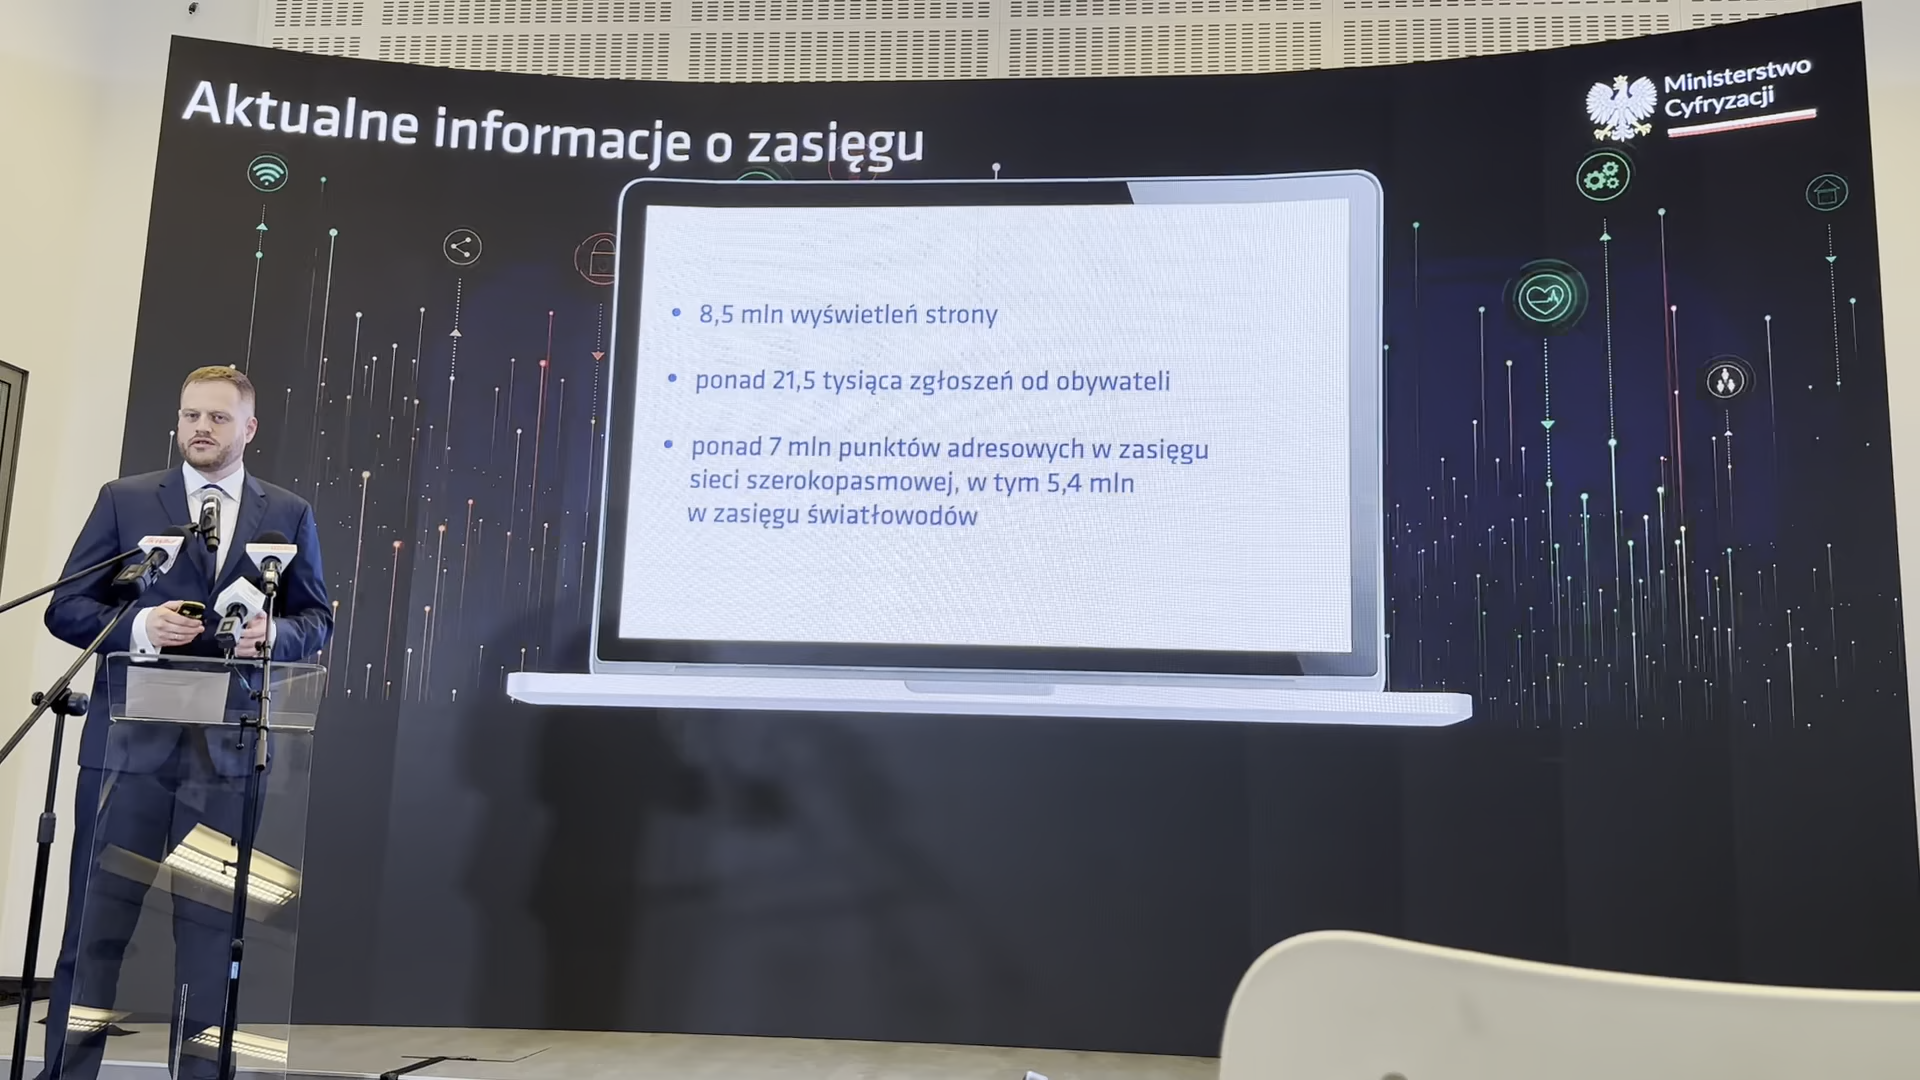 Aktualne informacje o zasięgu
Ministerstwo
Cyfryzacji
• 8,5 mln wyświetleń strony
• ponad 21,5 tysiąca zgłoszeń od obywateli
• ponad 7 mln punktów adresowych w zasięgu
sieci szerokopasmowej, w tym 5,4 mln
w zasięgu światłowodów